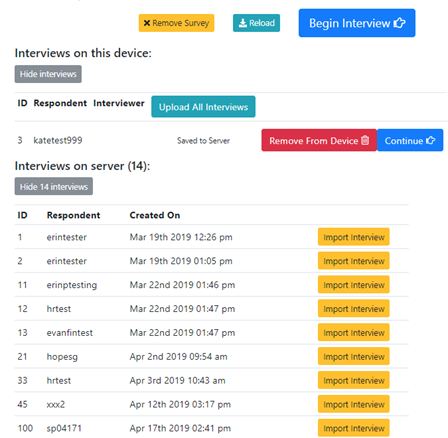 Remove Survey Reload Begin Interview
Interviews on this device:
Hide interviews
ID Respondent Interviewer Upload All Interviews
3 katetest999 Saved to Server Remove From Device Continue
Interviews on server (14):
Hide 14 interviews
ID Respondent Created On
1 erintester Mar 19th 2019 12:26 pm Import Interview
2 erintester Mar 19th 2019 01:05 pm Import Interview
11 erinptesting Mar 22nd 2019 01:46 pm Import Interview
12 hrtest Mar 22nd 2019 01:47 pm Import Interview
13 evanfintest Mar 22nd 2019 01:47 pm Import Interview
21 hopesg Apr 2nd 2019 09:54 am Import Interview
33 hrtest Apr 3rd 2019 10:43 am Import Interview
45 xxx2 Apr 12th 2019 03:17 pm Import Interview
100 sp04171 Apr 17th 2019 02:41 pm Import Interview